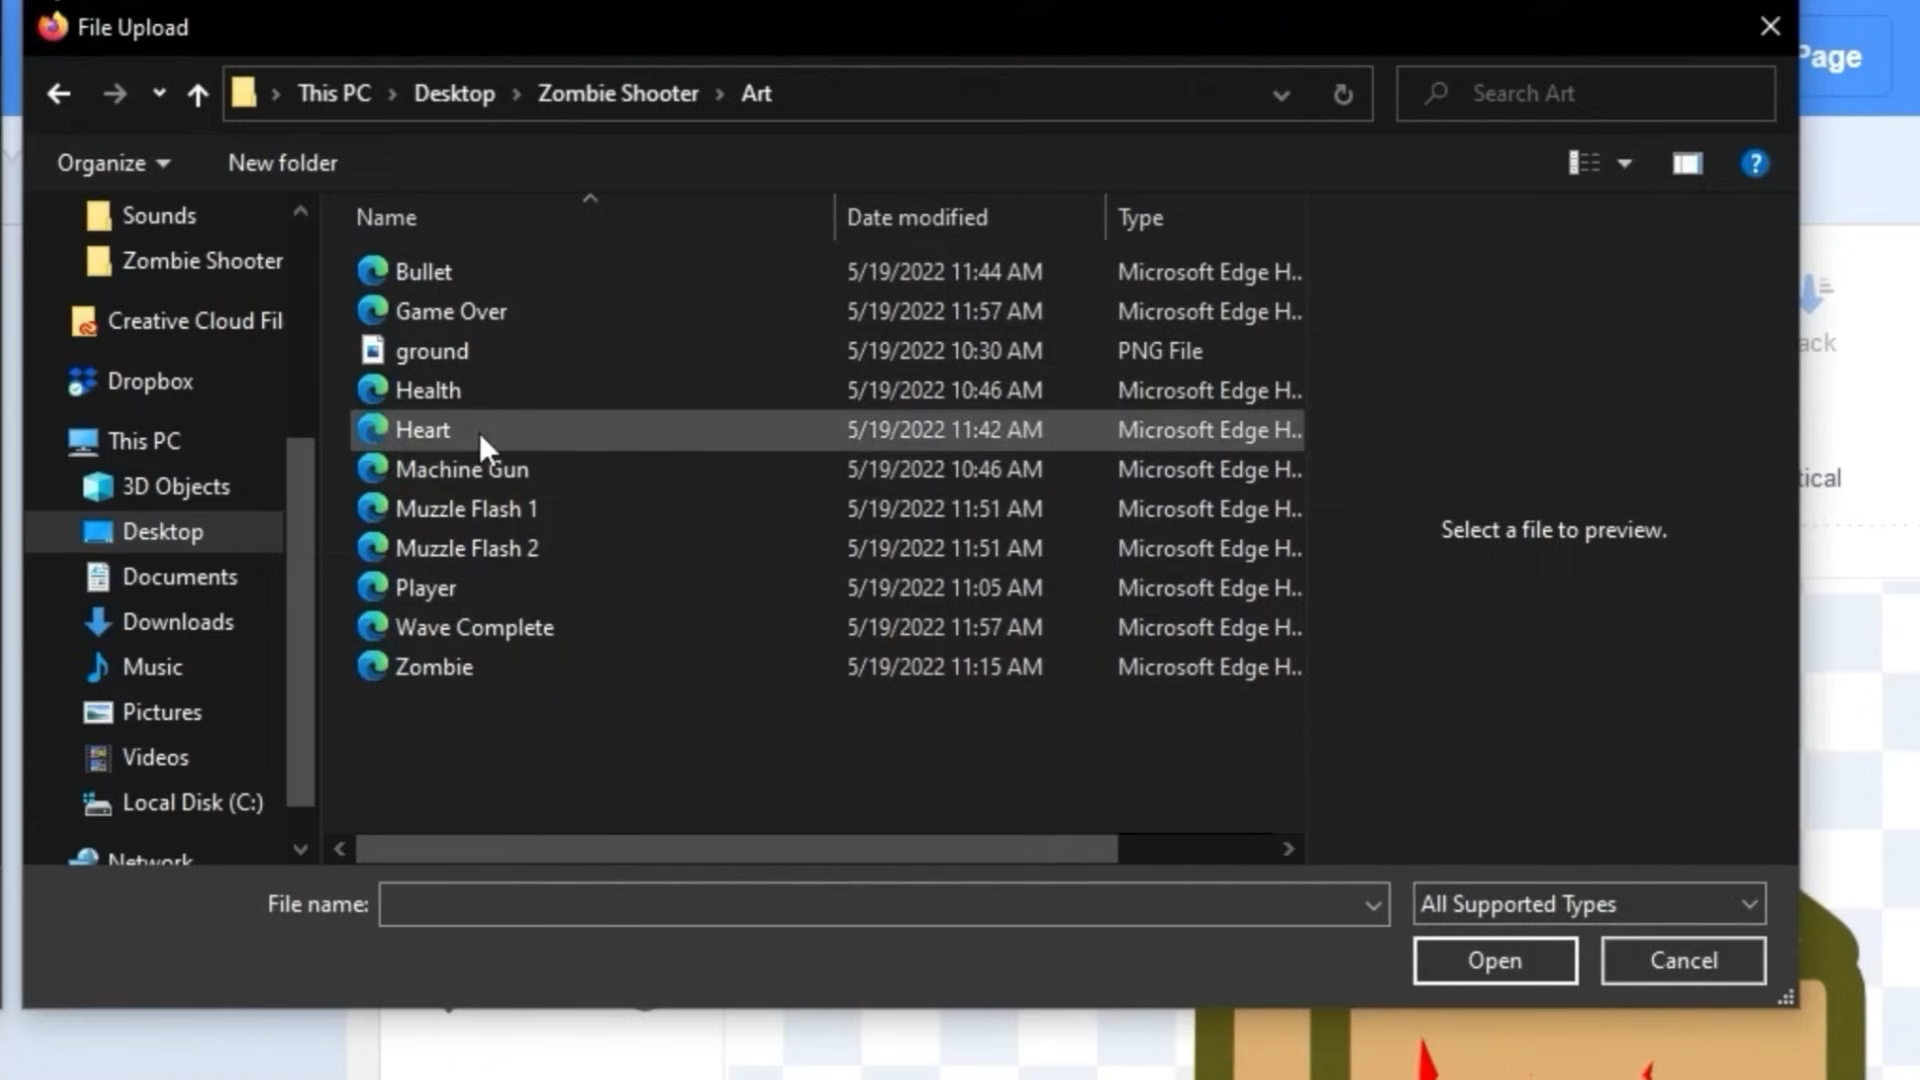 File Upload
Page
This PC > Desktop > Zombie Shooter > Art
Search Art
Organize
New folder
Name
Date modified
Type
Sounds
Zombie Shooter
Creative Cloud Fil
Dropbox
This PC
3D Objects
Desktop
Documents
Downloads
Music
Pictures
Videos
Local Disk (C:)
Network
Bullet 5/19/2022 11:44 AM Microsoft Edge H..
Game Over 5/19/2022 11:57 AM Microsoft Edge H..
ground 5/19/2022 10:30 AM PNG File
Health 5/19/2022 10:46 AM Microsoft Edge H..
Heart 5/19/2022 11:42 AM Microsoft Edge H..
Machine Gun 5/19/2022 10:46 AM Microsoft Edge H..
Muzzle Flash 1 5/19/2022 11:51 AM Microsoft Edge H..
Muzzle Flash 2 5/19/2022 11:51 AM Microsoft Edge H..
Player 5/19/2022 11:05 AM Microsoft Edge H..
Wave Complete 5/19/2022 11:57 AM Microsoft Edge H..
Zombie 5/19/2022 11:15 AM Microsoft Edge H..
Select a file to preview.
ack
tical
File name:
All Supported Types
Open
Cancel